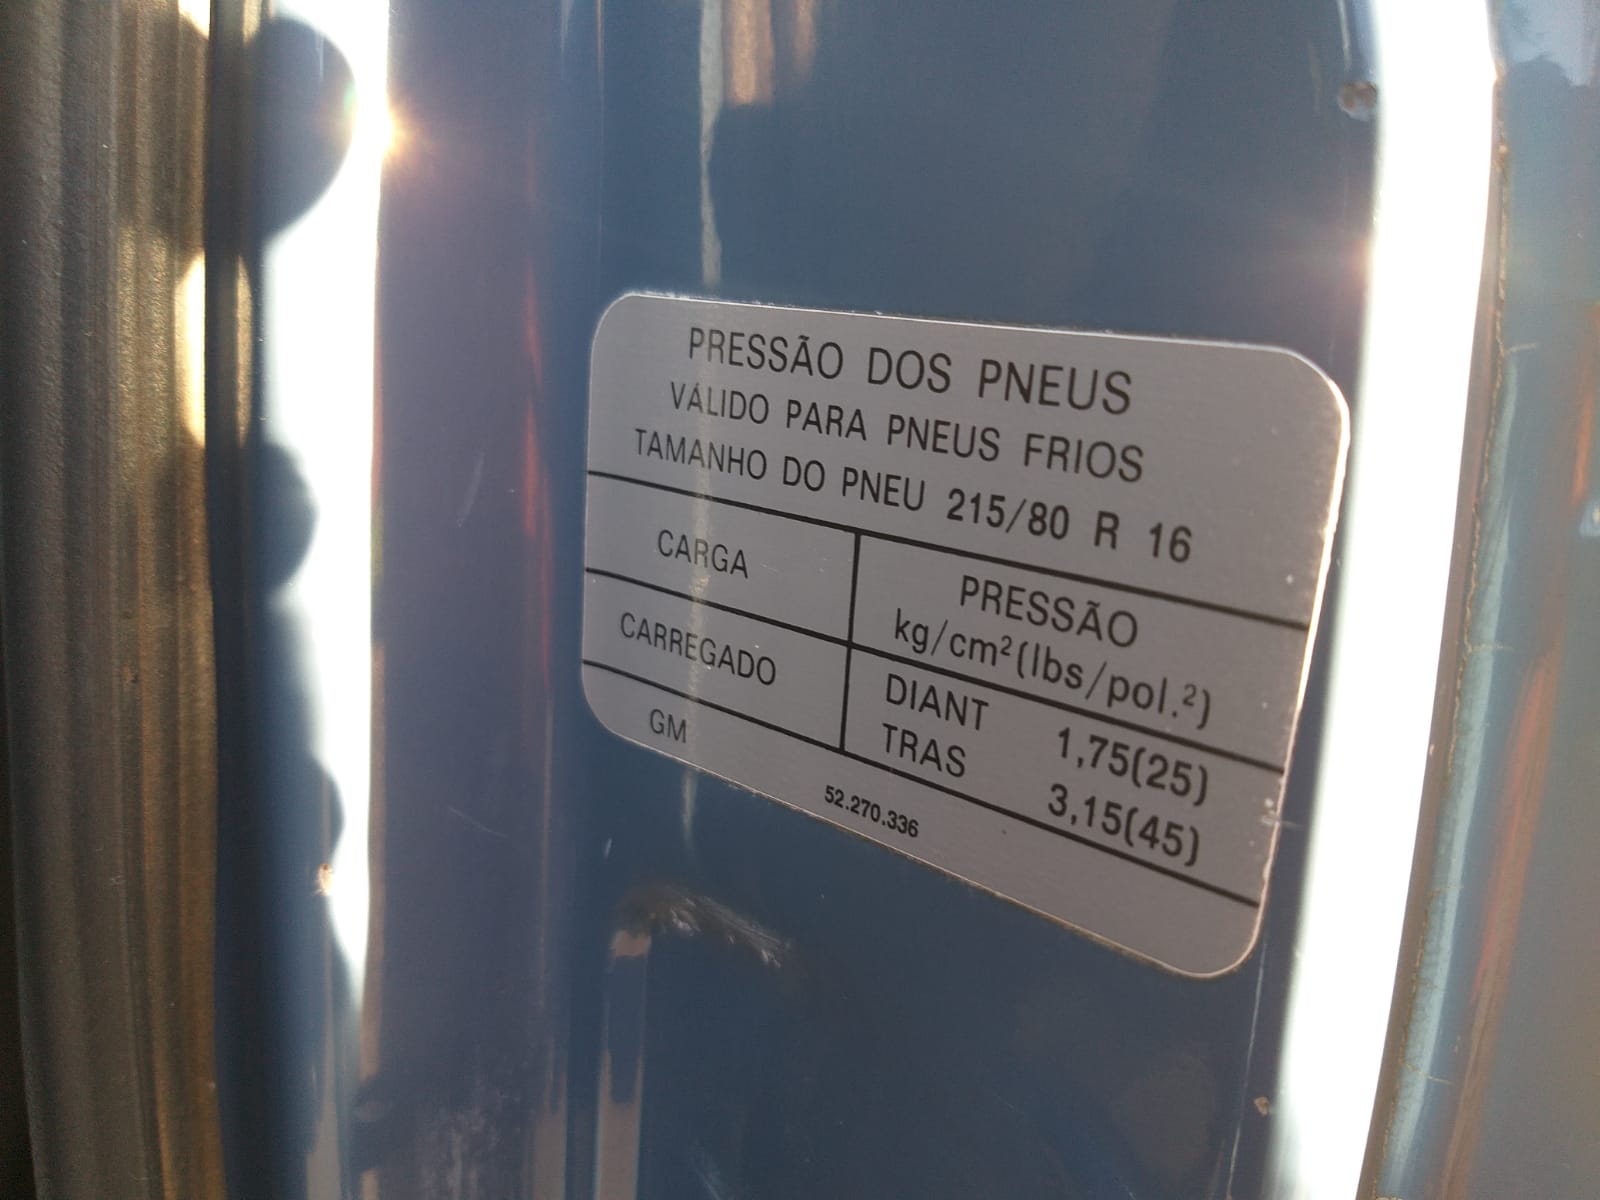 PRESSÃO DOS PNEUS
VÁLIDO PARA PNEUS FRIOS
TAMANHO DO PNEU 215/80 R 16
CARGA
PRESSÃO
kg/cm²(lbs/pol.²)
CARREGADO
DIANT 1,75(25)
TRAS 3,15(45)
GM
52.270.336